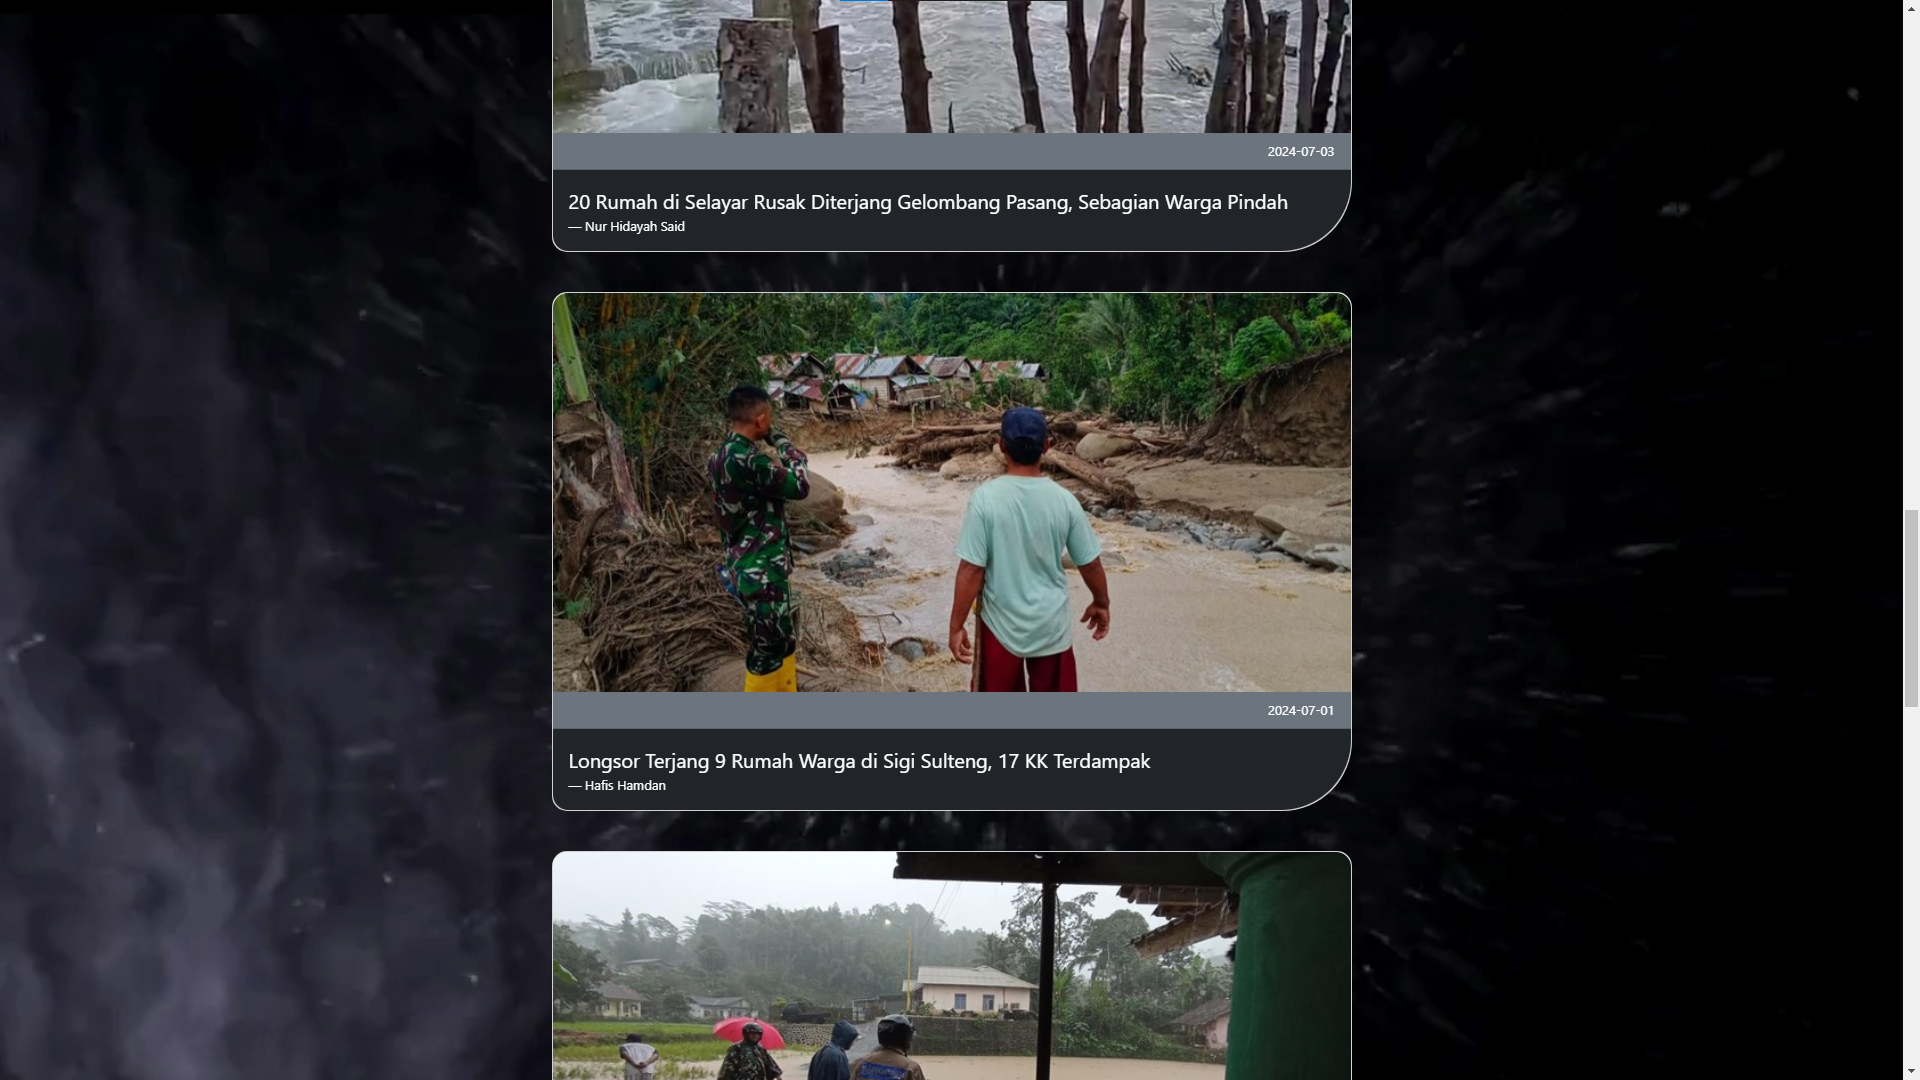 2024-07-03
20 Rumah di Selayar Rusak Diterjang Gelombang Pasang, Sebagian Warga Pindah
— Nur Hidayah Said
2024-07-01
Longsor Terjang 9 Rumah Warga di Sigi Sulteng, 17 KK Terdampak
— Hafis Hamdan